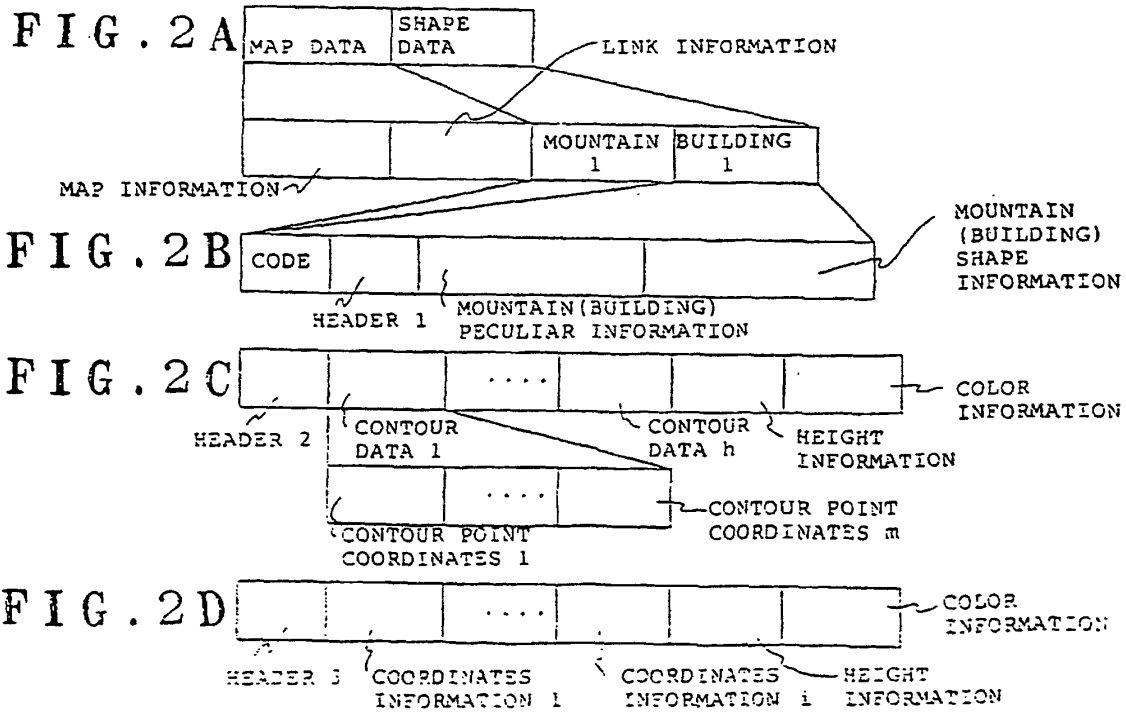 FIG.2A
MAP DATA
SHAPE
DATA
LINK INFORMATION
MOUNTAIN
1
BUILDING
1
MAP INFORMATION
FIG.2B
CODE
HEADER 1
MOUNTAIN(BUILDING)
PECULIAR INFORMATION
MOUNTAIN
(BUILDING)
SHAPE
INFORMATION
FIG.2C
....
HEADER 2
CONTOUR
DATA 1
CONTOUR
DATA h
HEIGHT
INFORMATION
COLOR
INFORMATION
....
CONTOUR POINT
COORDINATES 1
CONTOUR POINT
COORDINATES m
FIG.2D
....
HEADER 3
COORDINATES
INFORMATION 1
COORDINATES
INFORMATION i
HEIGHT
INFORMATION
COLOR
INFORMATION